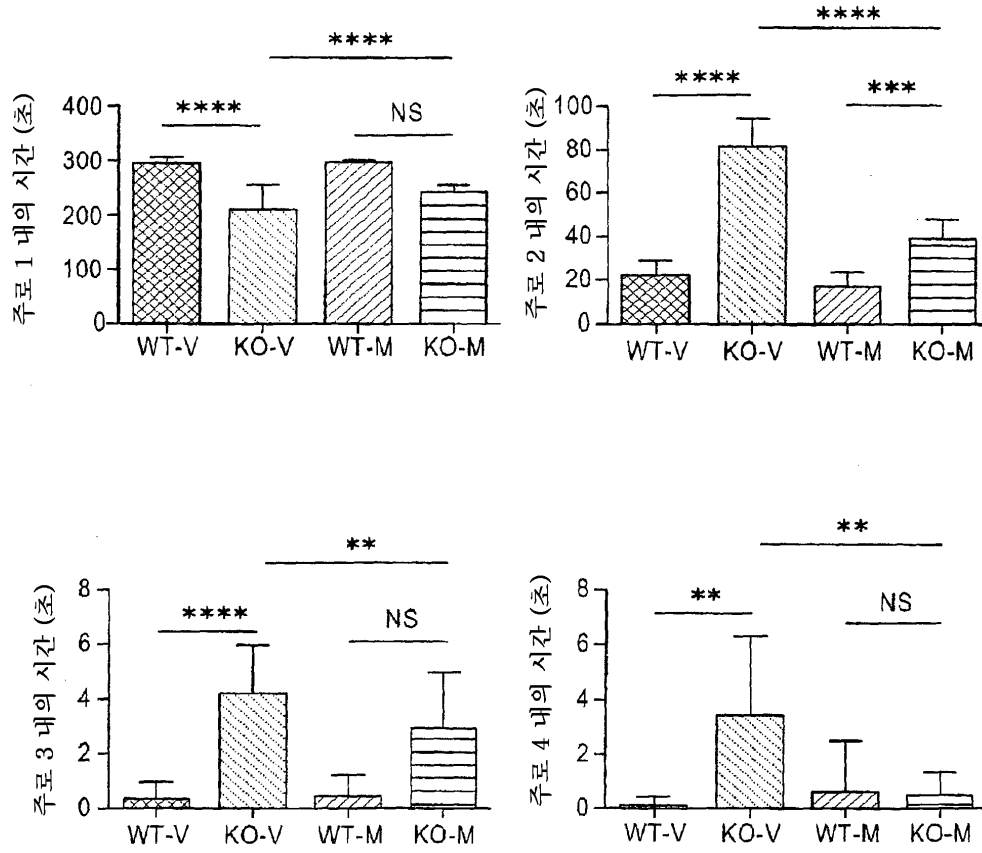 ****
****
NS
주로 1 내의 시간 (초)
400
300
200
100
0
WT-V KO-V WT-M KO-M
****
****
***
주로 2 내의 시간 (초)
100
80
60
40
20
0
WT-V KO-V WT-M KO-M
**
****
NS
주로 3 내의 시간 (초)
8
6
4
2
0
WT-V KO-V WT-M KO-M
**
**
NS
주로 4 내의 시간 (초)
8
6
4
2
0
WT-V KO-V WT-M KO-M